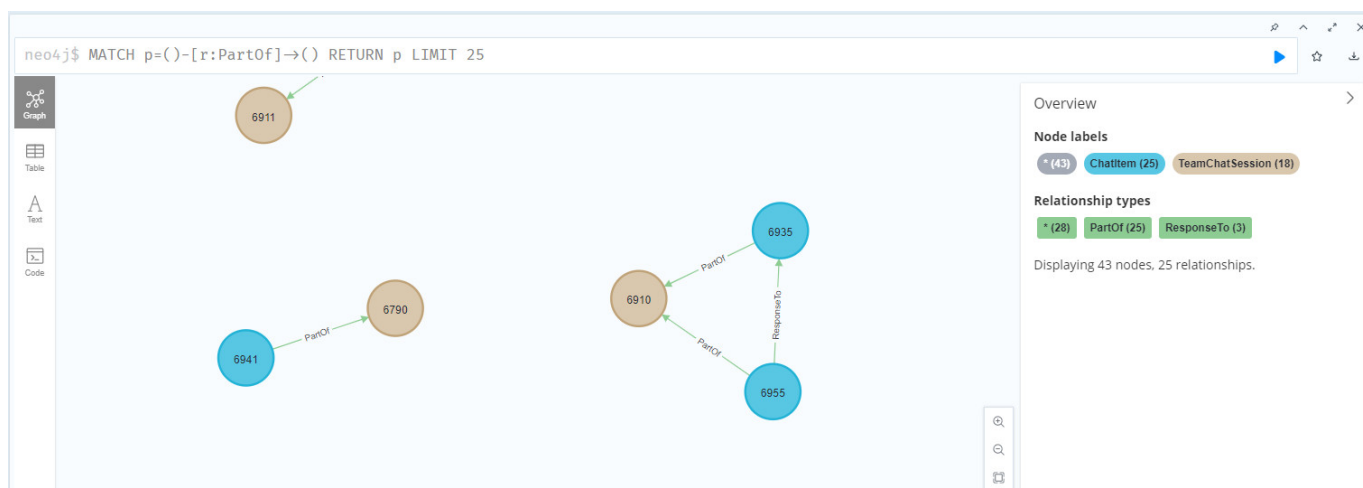 neo4j$ MATCH p=()-[r:PartOf]→() RETURN p LIMIT 25
Graph
Table
A
Text
Code
6911
6935
PartOf
6910
ResponseTo
6790
PartOf
6941
PartOf
6955
Overview
Node labels
* (43) ChatItem (25) TeamChatSession (18)
Relationship types
* (28) PartOf (25) ResponseTo (3)
Displaying 43 nodes, 25 relationships.